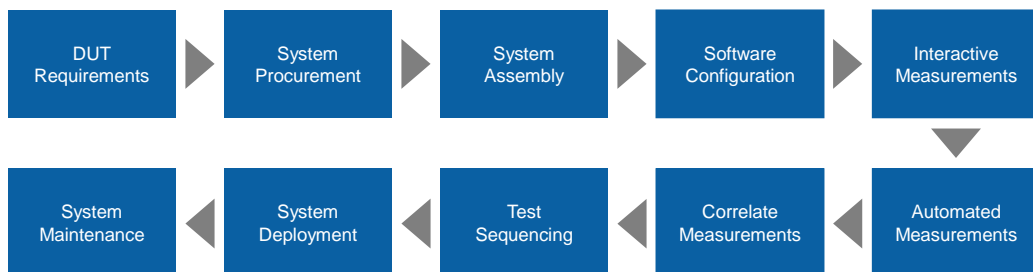 DUT
Requirements
System
Procurement
System
Assembly
Software
Configuration
Interactive
Measurements
System
Maintenance
System
Deployment
Test
Sequencing
Correlate
Measurements
Automated
Measurements